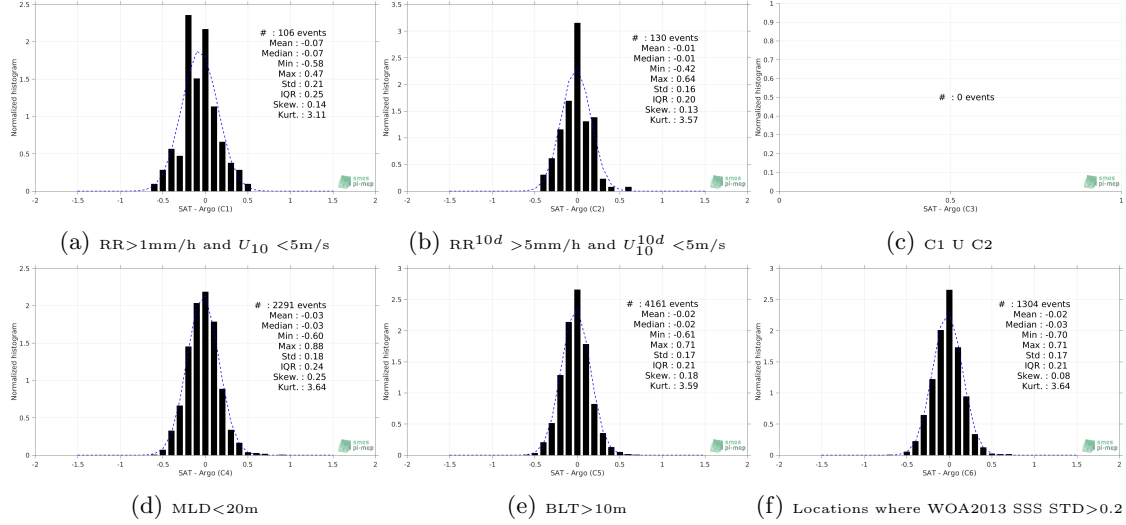 2.5
2
1.5
1
0.5
0
Normalized histogram
# : 106 events
Mean : -0.07
Median : -0.07
Min : -0.58
Max : 0.47
Std : 0.21
IQR : 0.25
Skew. : 0.14
Kurt. : 3.11
smos
pi-mep
-2 -1.5 -1 -0.5 0 0.5 1 1.5 2
SAT - Argo (C1)
(a) RR>1mm/h and U10 <5m/s
3.5
3
2.5
2
1.5
1
0.5
0
Normalized histogram
# : 130 events
Mean : -0.01
Median : -0.01
Min : -0.42
Max : 0.64
Std : 0.16
IQR : 0.20
Skew. : 0.13
Kurt. : 3.57
smos
pi-mep
-2 -1.5 -1 -0.5 0 0.5 1 1.5 2
SAT - Argo (C2)
(b) RR^10d >5mm/h and U10^10d <5m/s
1
0.9
0.8
0.7
0.6
0.5
0.4
0.3
0.2
0.1
0
Normalized histogram
# : 0 events
smos
pi-mep
0 0.5 1
SAT - Argo (C3)
(c) C1 U C2
2.5
2
1.5
1
0.5
0
Normalized histogram
# : 2291 events
Mean : -0.03
Median : -0.03
Min : -0.60
Max : 0.88
Std : 0.18
IQR : 0.24
Skew. : 0.25
Kurt. : 3.64
smos
pi-mep
-2 -1.5 -1 -0.5 0 0.5 1 1.5 2
SAT - Argo (C4)
(d) MLD<20m
3
2.5
2
1.5
1
0.5
0
Normalized histogram
# : 4161 events
Mean : -0.02
Median : -0.02
Min : -0.61
Max : 0.71
Std : 0.17
IQR : 0.21
Skew. : 0.18
Kurt. : 3.59
smos
pi-mep
-2 -1.5 -1 -0.5 0 0.5 1 1.5 2
SAT - Argo (C5)
(e) BLT>10m
3
2.5
2
1.5
1
0.5
0
Normalized histogram
# : 1304 events
Mean : -0.02
Median : -0.03
Min : -0.70
Max : 0.71
Std : 0.17
IQR : 0.21
Skew. : 0.08
Kurt. : 3.64
smos
pi-mep
-2 -1.5 -1 -0.5 0 0.5 1 1.5 2
SAT - Argo (C6)
(f) Locations where WOA2013 SSS STD>0.2